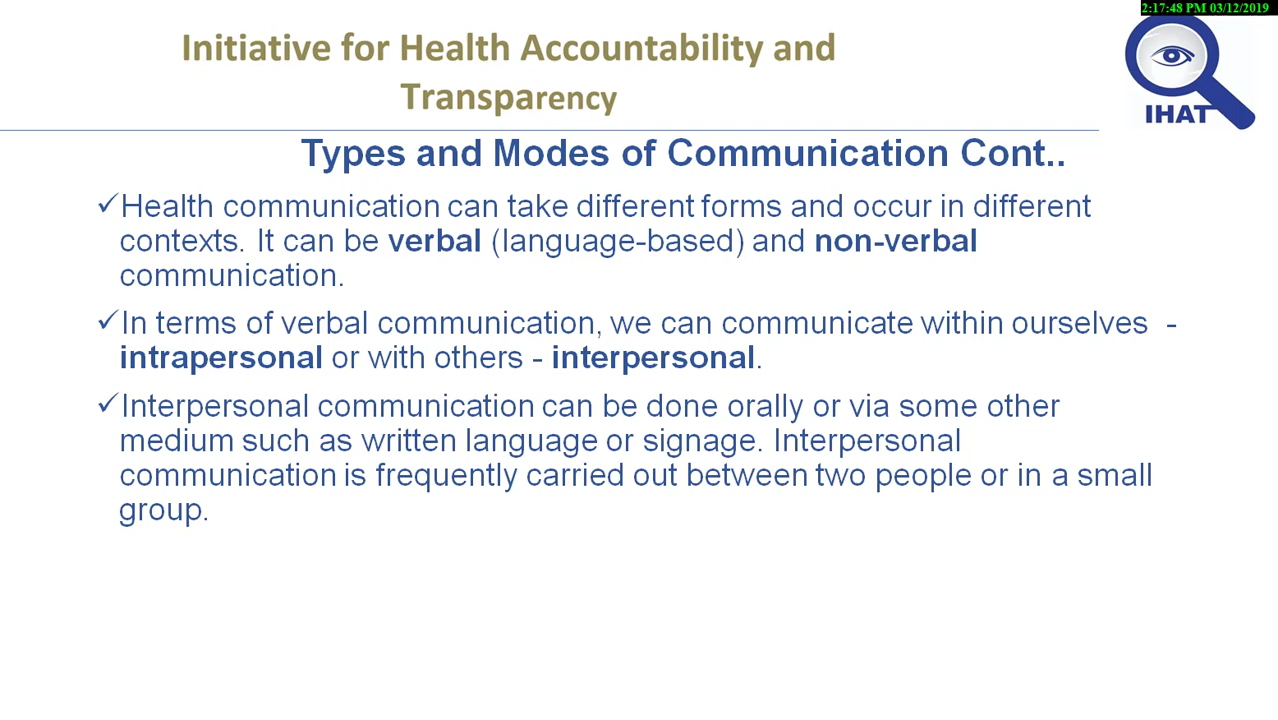 2:17:48 PM 03/12/2019
Initiative for Health Accountability and
Transparency
IHAT
Types and Modes of Communication Cont..
✓Health communication can take different forms and occur in different
contexts. It can be verbal (language-based) and non-verbal
communication.
✓In terms of verbal communication, we can communicate within ourselves -
intrapersonal or with others - interpersonal.
✓Interpersonal communication can be done orally or via some other
medium such as written language or signage. Interpersonal
communication is frequently carried out between two people or in a small
group.